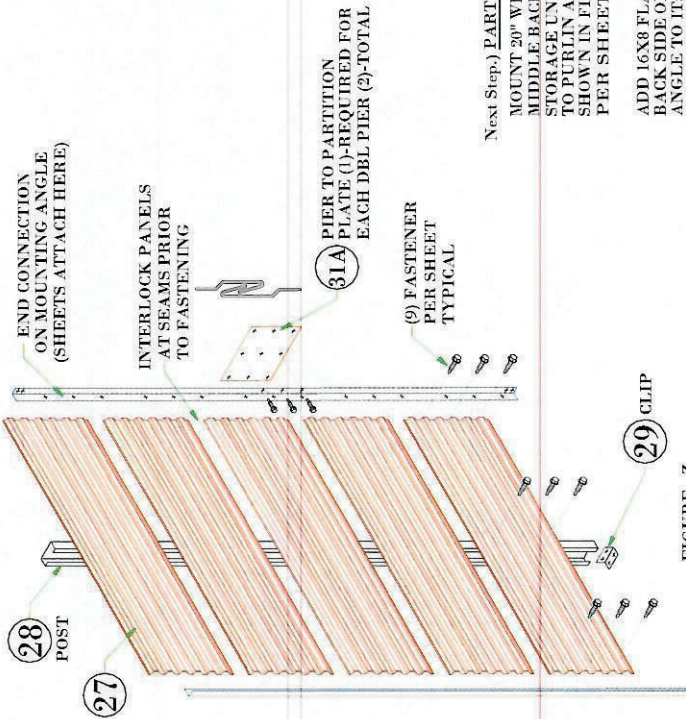 END CONNECTION
ON MOUNTING ANGLE
(SHEETS ATTACH HERE)
INTERLOCK PANELS
AT SEAMS PRIOR
TO FASTENING
28
POST
27
31A
PIER TO PARTITION
PLATE (1)-REQUIRED FOR
EACH DBL PIER (2)-TOTAL
(9) FASTENER
PER SHEET
TYPICAL
29 CLIP
Next Step.) PART
MOUNT 20" WI
MIDDLE BACK
STORAGE UN
TO PURLIN A
SHOWN IN FI
PER SHEET
ADD 16X8 FLA
BACK SIDE O
ANGLE TO IT